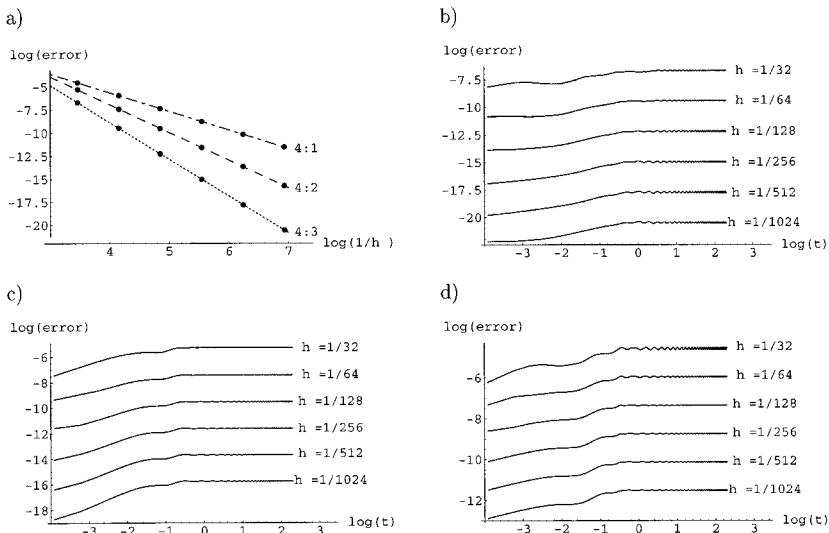 a)
log(error)
-5
-7.5
-10
-12.5
-15
-17.5
-20
4:1
4:2
4:3
4 5 6 7
log(1/h )
b)
log(error)
-7.5
-10
-12.5
-15
-17.5
-20
h =1/32
h =1/64
h =1/128
h =1/256
h =1/512
h =1/1024
-3 -2 -1 0 1 2 3
log(t)
c)
log(error)
-6
-8
-10
-12
-14
-16
-18
h =1/32
h =1/64
h =1/128
h =1/256
h =1/512
h =1/1024
-3 -2 -1 0 1 2 3
log(t)
d)
log(error)
-6
-8
-10
-12
h =1/32
h =1/64
h =1/128
h =1/256
h =1/512
h =1/1024
-3 -2 -1 0 1 2 3
log(t)